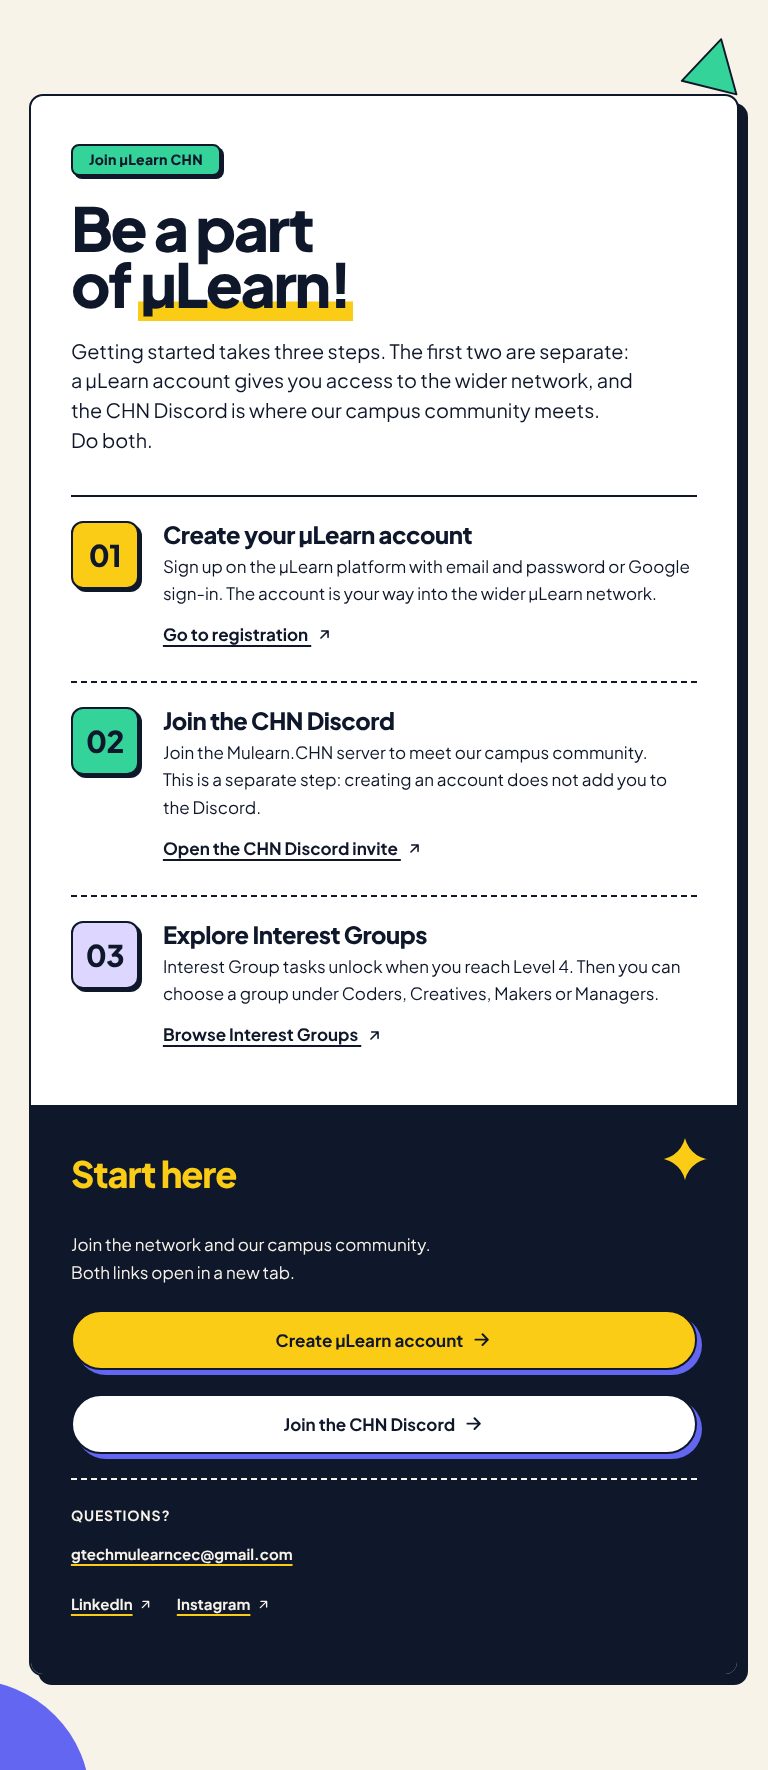 Join µLearn CHN
Be a part
of µLearn!
Getting started takes three steps. The first two are separate:
a µLearn account gives you access to the wider network, and
the CHN Discord is where our campus community meets.
Do both.
01
Create your µLearn account
Sign up on the µLearn platform with email and password or Google
sign-in. The account is your way into the wider µLearn network.
Go to registration ↗
02
Join the CHN Discord
Join the Mulearn.CHN server to meet our campus community.
This is a separate step: creating an account does not add you to
the Discord.
Open the CHN Discord invite ↗
03
Explore Interest Groups
Interest Group tasks unlock when you reach Level 4. Then you can
choose a group under Coders, Creatives, Makers or Managers.
Browse Interest Groups ↗
Start here
Join the network and our campus community.
Both links open in a new tab.
Create µLearn account →
Join the CHN Discord →
QUESTIONS?
gtechmulearncec@gmail.com
LinkedIn ↗ Instagram ↗